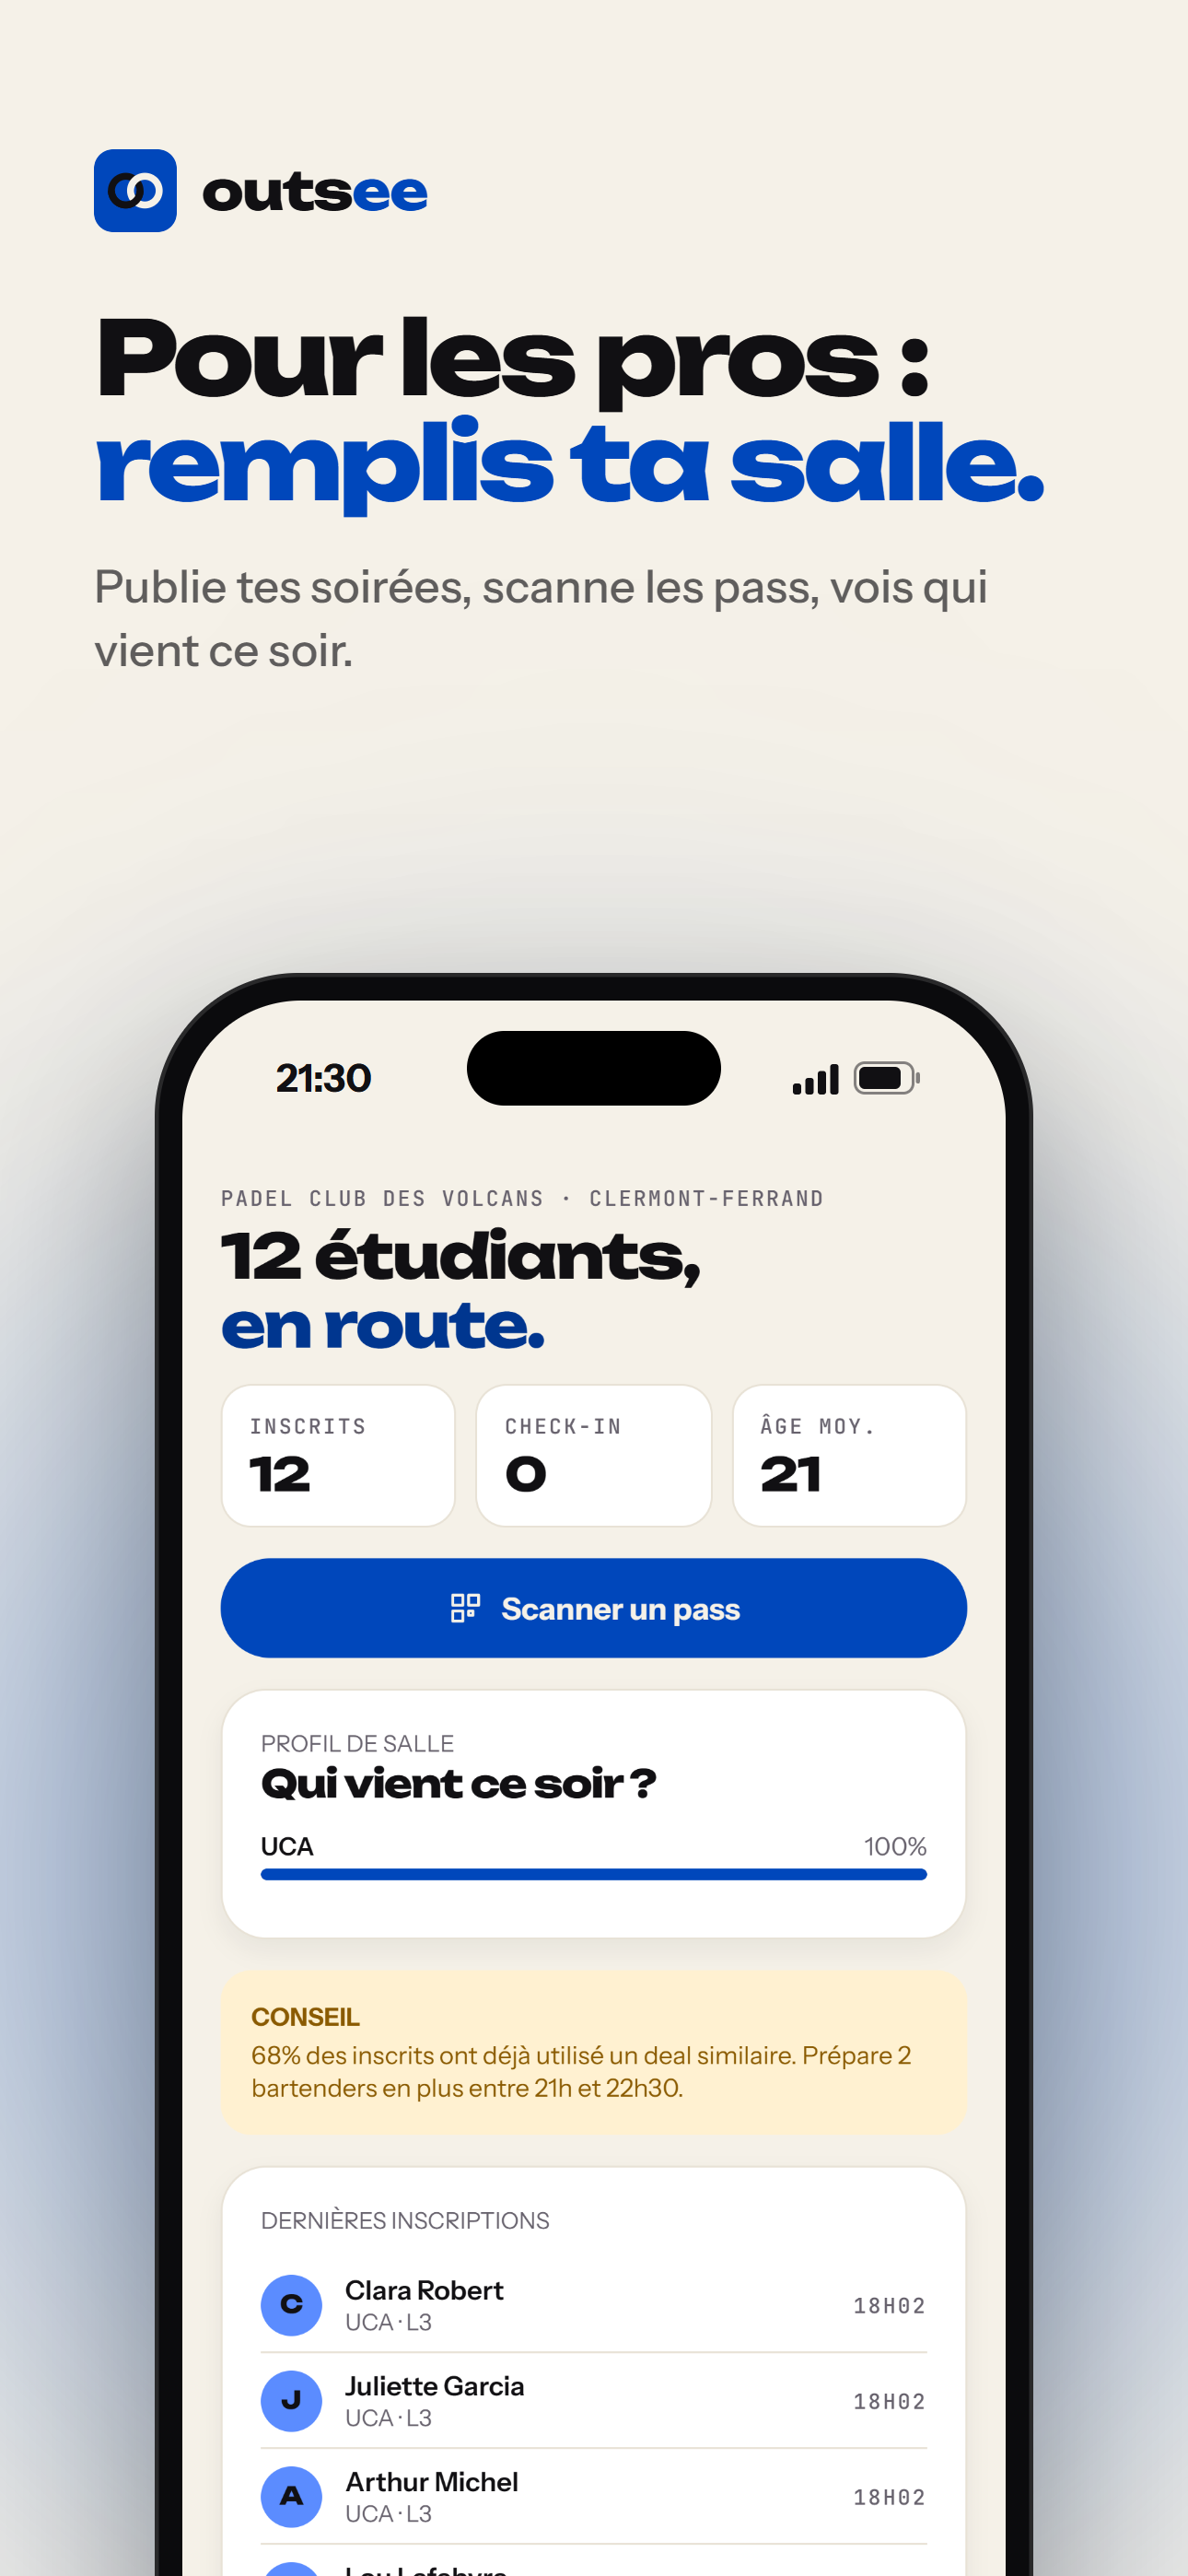 outsee
Pour les pros :
remplis ta salle.
Publie tes soirées, scanne les pass, vois qui
vient ce soir.
21:30
PADEL CLUB DES VOLCANS · CLERMONT-FERRAND
12 étudiants,
en route.
INSCRITS
12
CHECK-IN
0
ÂGE MOY.
21
Scanner un pass
PROFIL DE SALLE
Qui vient ce soir ?
UCA 100%
CONSEIL
68% des inscrits ont déjà utilisé un deal similaire. Prépare 2
bartenders en plus entre 21h et 22h30.
DERNIÈRES INSCRIPTIONS
C
Clara Robert
UCA · L3
18H02
J
Juliette Garcia
UCA · L3
18H02
A
Arthur Michel
UCA · L3
18H02